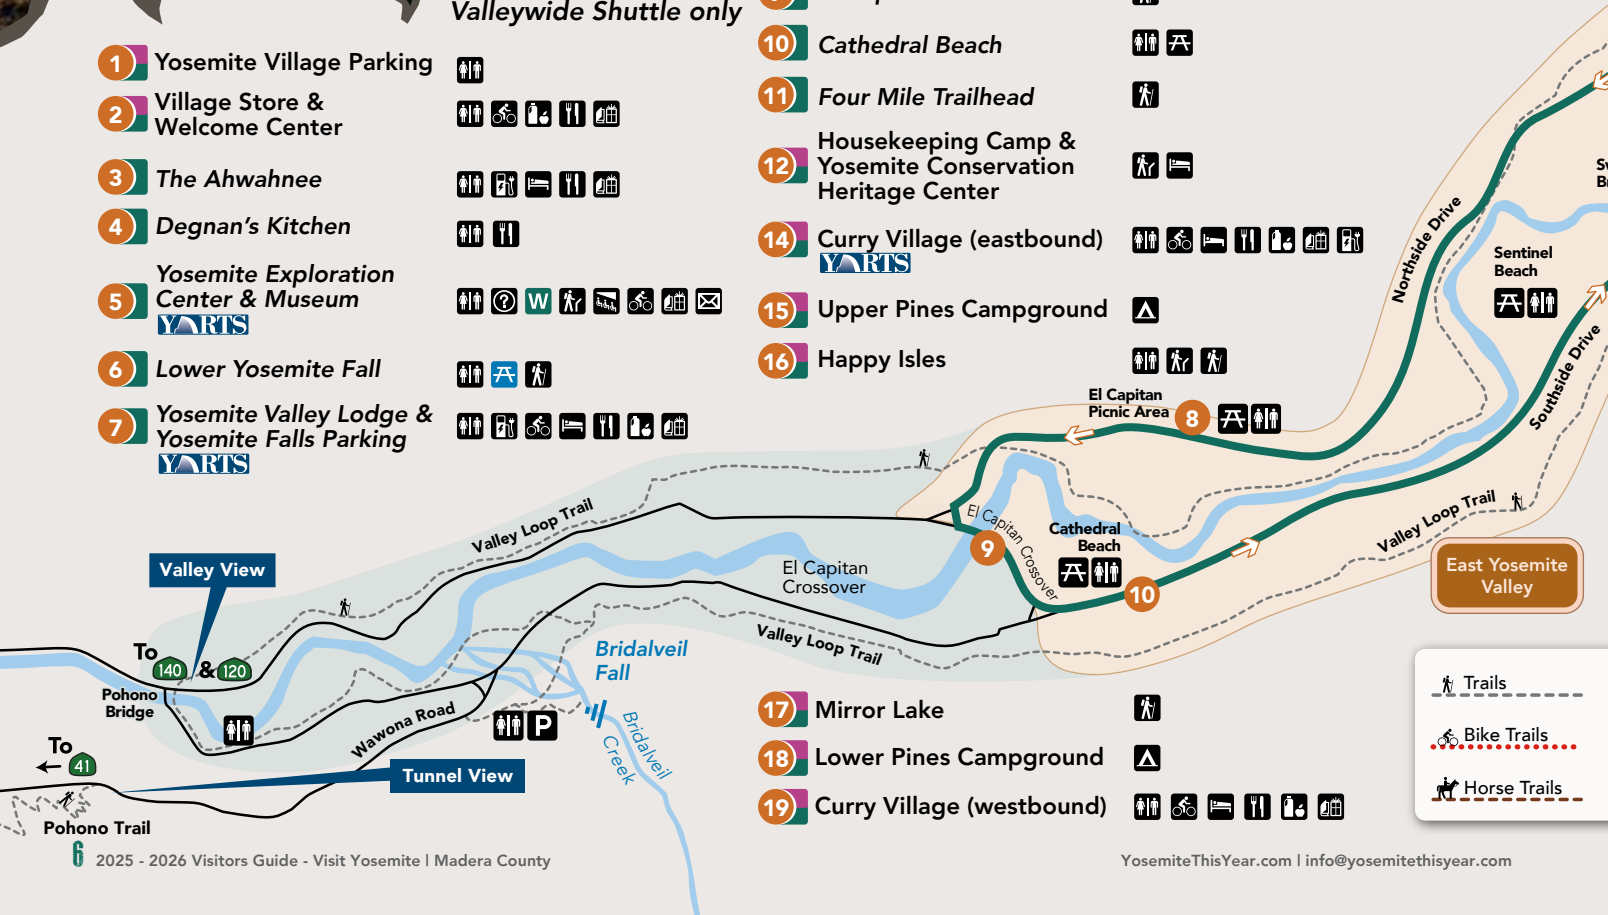 Valleywide Shuttle only
1 Yosemite Village Parking
2 Village Store &
Welcome Center
3 The Ahwahnee
4 Degnan's Kitchen
5 Yosemite Exploration
Center & Museum
W
YARTS
6 Lower Yosemite Fall
7 Yosemite Valley Lodge &
Yosemite Falls Parking
YARTS
10 Cathedral Beach
11 Four Mile Trailhead
12 Housekeeping Camp &
Yosemite Conservation
Heritage Center
14 Curry Village (eastbound)
YARTS
15 Upper Pines Campground
16 Happy Isles
El Capitan
Picnic Area
8
Northside Drive
Sentinel
Beach
Southside Drive
Valley Loop Trail
Valley View
El Capitan
Crossover
El Capitan Crossover
9
Cathedral
Beach
10
Valley Loop Trail
East Yosemite
Valley
Valley Loop Trail
To
140 & 120
Pohono
Bridge
Bridalveil
Fall
Wawona Road
P
Bridalveil
Creek
To
41
Tunnel View
Pohono Trail
17 Mirror Lake
18 Lower Pines Campground
19 Curry Village (westbound)
Trails
Bike Trails
Horse Trails
6 2025 - 2026 Visitors Guide - Visit Yosemite | Madera County
YosemiteThisYear.com | info@yosemitethisyear.com